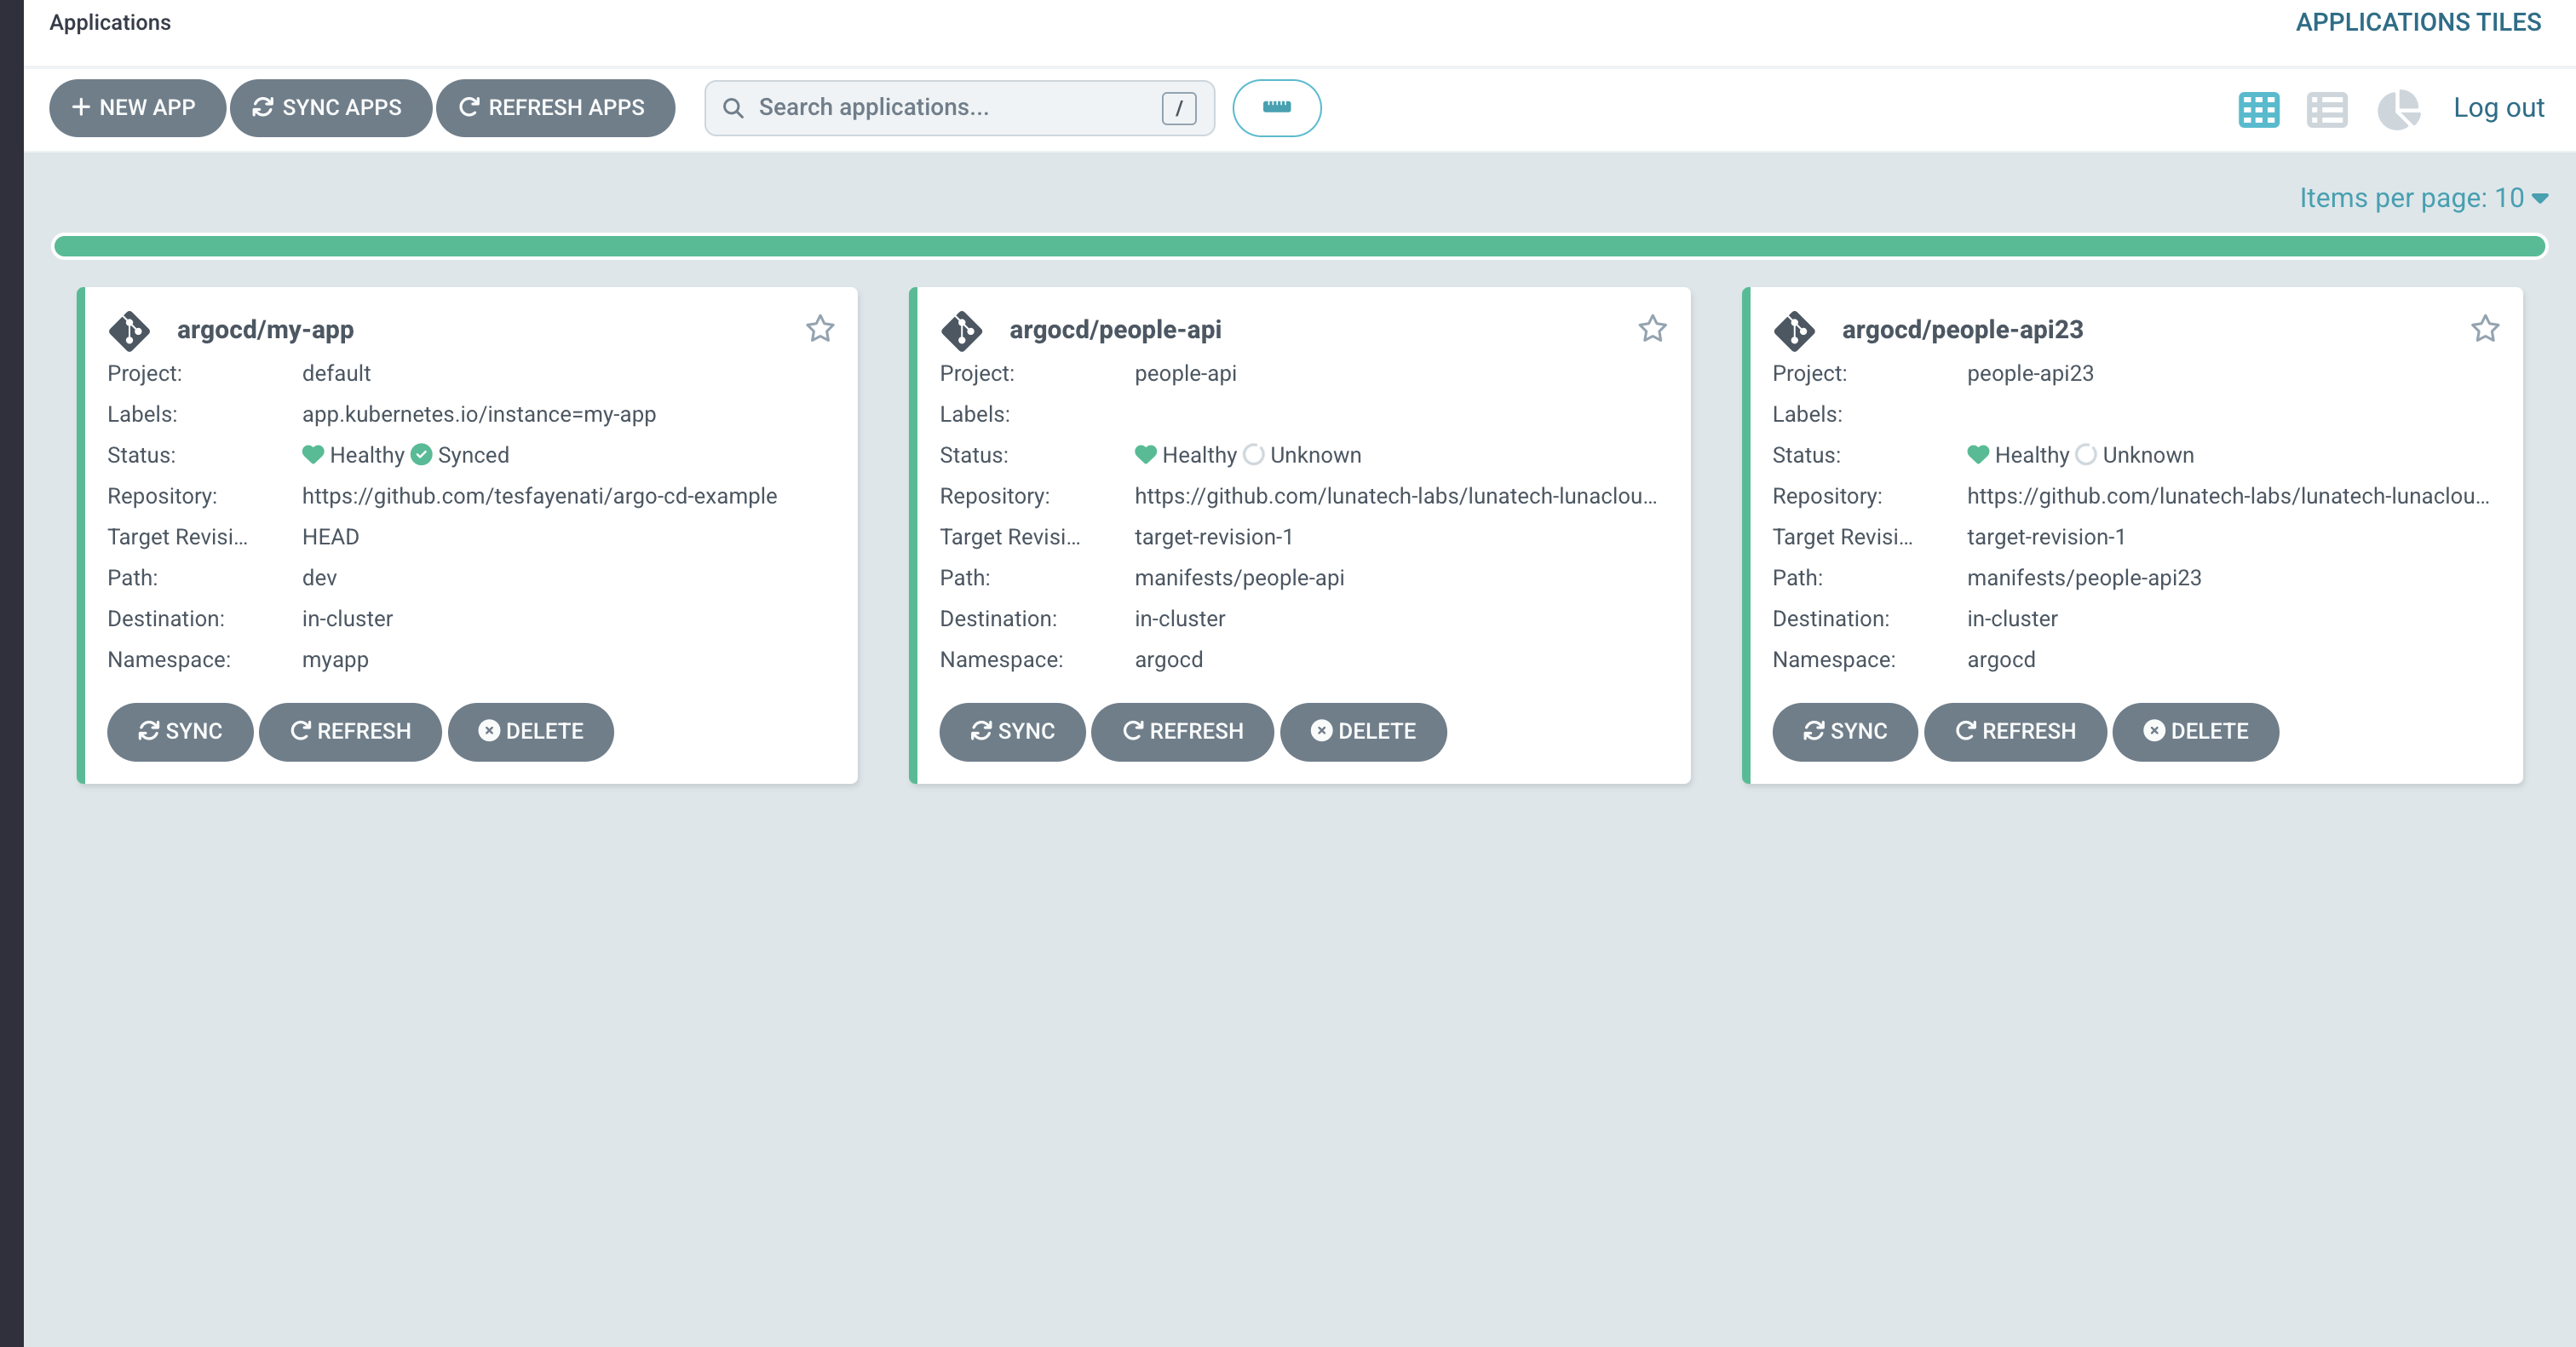 Applications
APPLICATIONS TILES
NEW APP
SYNC APPS
REFRESH APPS
Search applications...
/
Log out
Items per page: 10
argocd/my-app
Project: default
Labels: app.kubernetes.io/instance=my-app
Status: Healthy Synced
Repository: https://github.com/tesfayenati/argo-cd-example
Target Revisi... HEAD
Path: dev
Destination: in-cluster
Namespace: myapp
SYNC REFRESH DELETE
argocd/people-api
Project: people-api
Labels:
Status: Healthy Unknown
Repository: https://github.com/lunatech-labs/lunatech-lunaclou...
Target Revisi... target-revision-1
Path: manifests/people-api
Destination: in-cluster
Namespace: argocd
SYNC REFRESH DELETE
argocd/people-api23
Project: people-api23
Labels:
Status: Healthy Unknown
Repository: https://github.com/lunatech-labs/lunatech-lunaclou...
Target Revisi... target-revision-1
Path: manifests/people-api23
Destination: in-cluster
Namespace: argocd
SYNC REFRESH DELETE